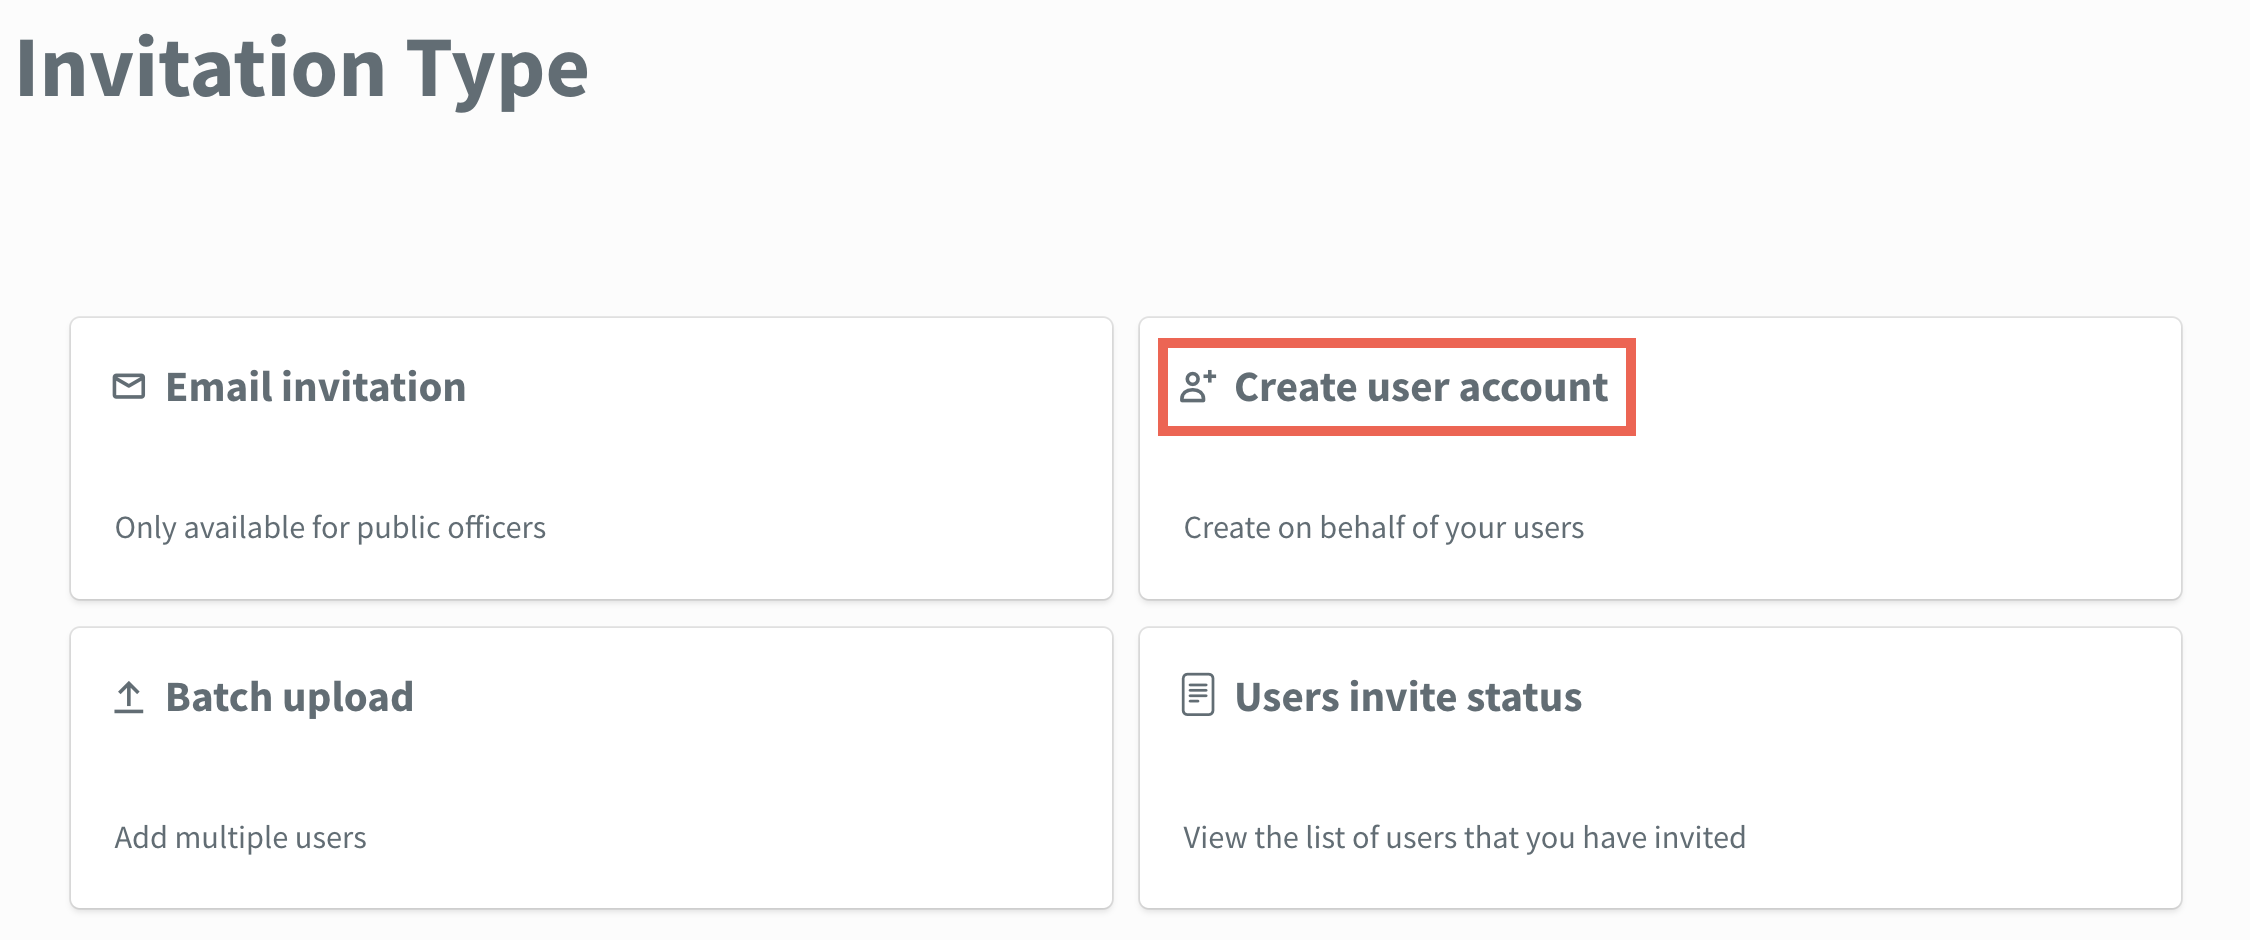 Invitation Type
Email invitation
Only available for public officers
Create user account
Create on behalf of your users
Batch upload
Add multiple users
Users invite status
View the list of users that you have invited